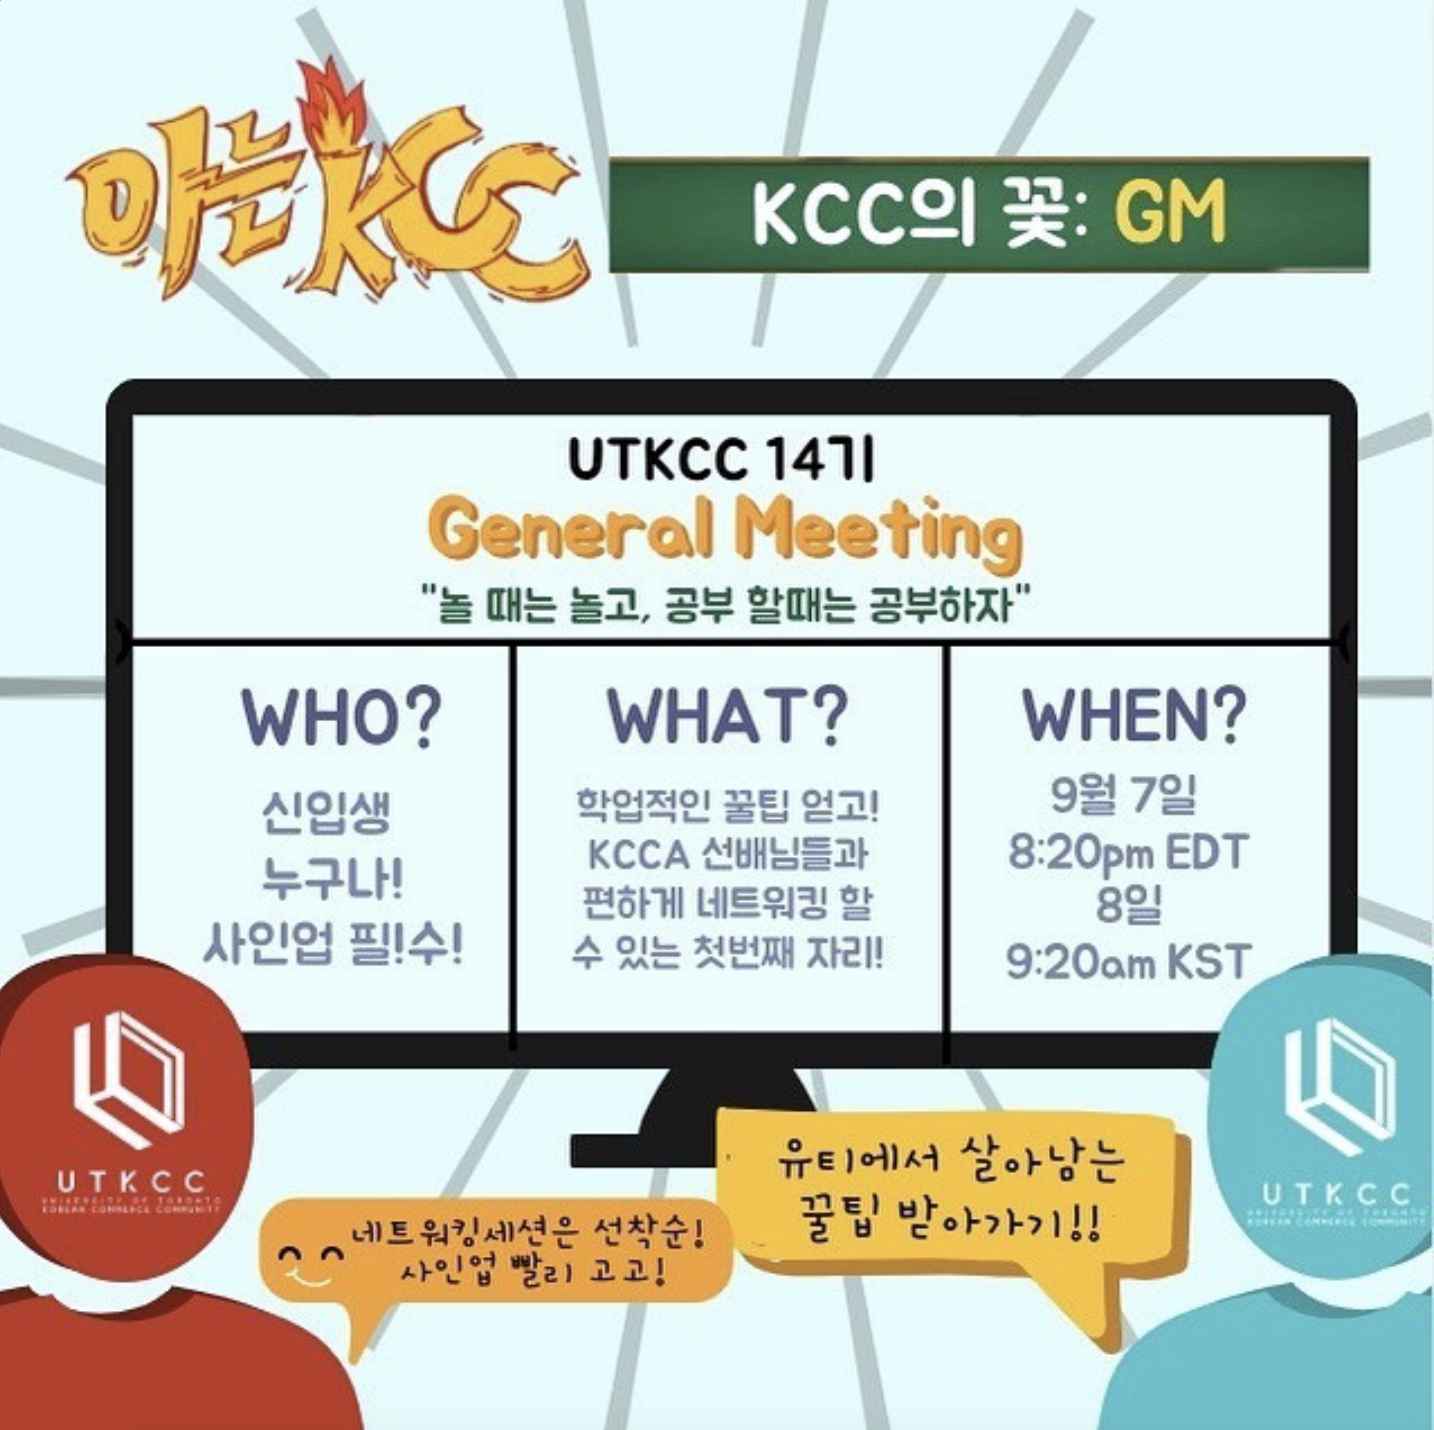 아는KCC
KCC의 꽃: GM
UTKCC 14기
General Meeting
"놀 때는 놀고, 공부 할때는 공부하자"
WHO?
신입생
누구나!
사인업 필!수!
WHAT?
학업적인 꿀팁 얻고!
KCCA 선배님들과
편하게 네트워킹 할
수 있는 첫번째 자리!
WHEN?
9월 7일
8:20pm EDT
8일
9:20am KST
UTKCC
UNIVERSITY OF TORONTO
KOREAN COMMERCE COMMUNITY
네트워킹세션은 선착순!
사인업 빨리 고고!
유티에서 살아남는
꿀팁 받아가기!!
UTKCC
UNIVERSITY OF TORONTO
KOREAN COMMERCE COMMUNITY